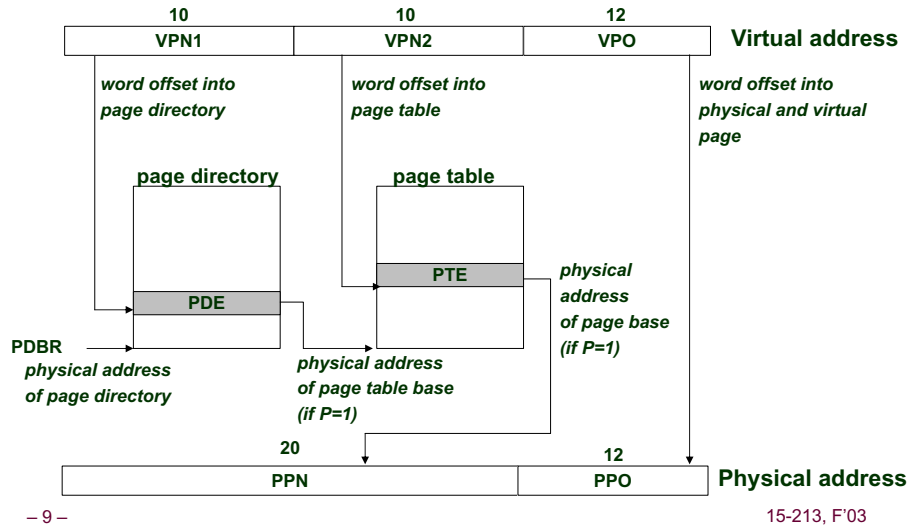 10
10
12
VPN1
VPN2
VPO
Virtual address
word offset into
page directory
word offset into
page table
word offset into
physical and virtual
page
page directory
page table
PDE
PTE
physical
address
of page base
(if P=1)
PDBR
physical address
of page directory
physical address
of page table base
(if P=1)
20
12
PPN
PPO
Physical address
– 9 –
15-213, F'03